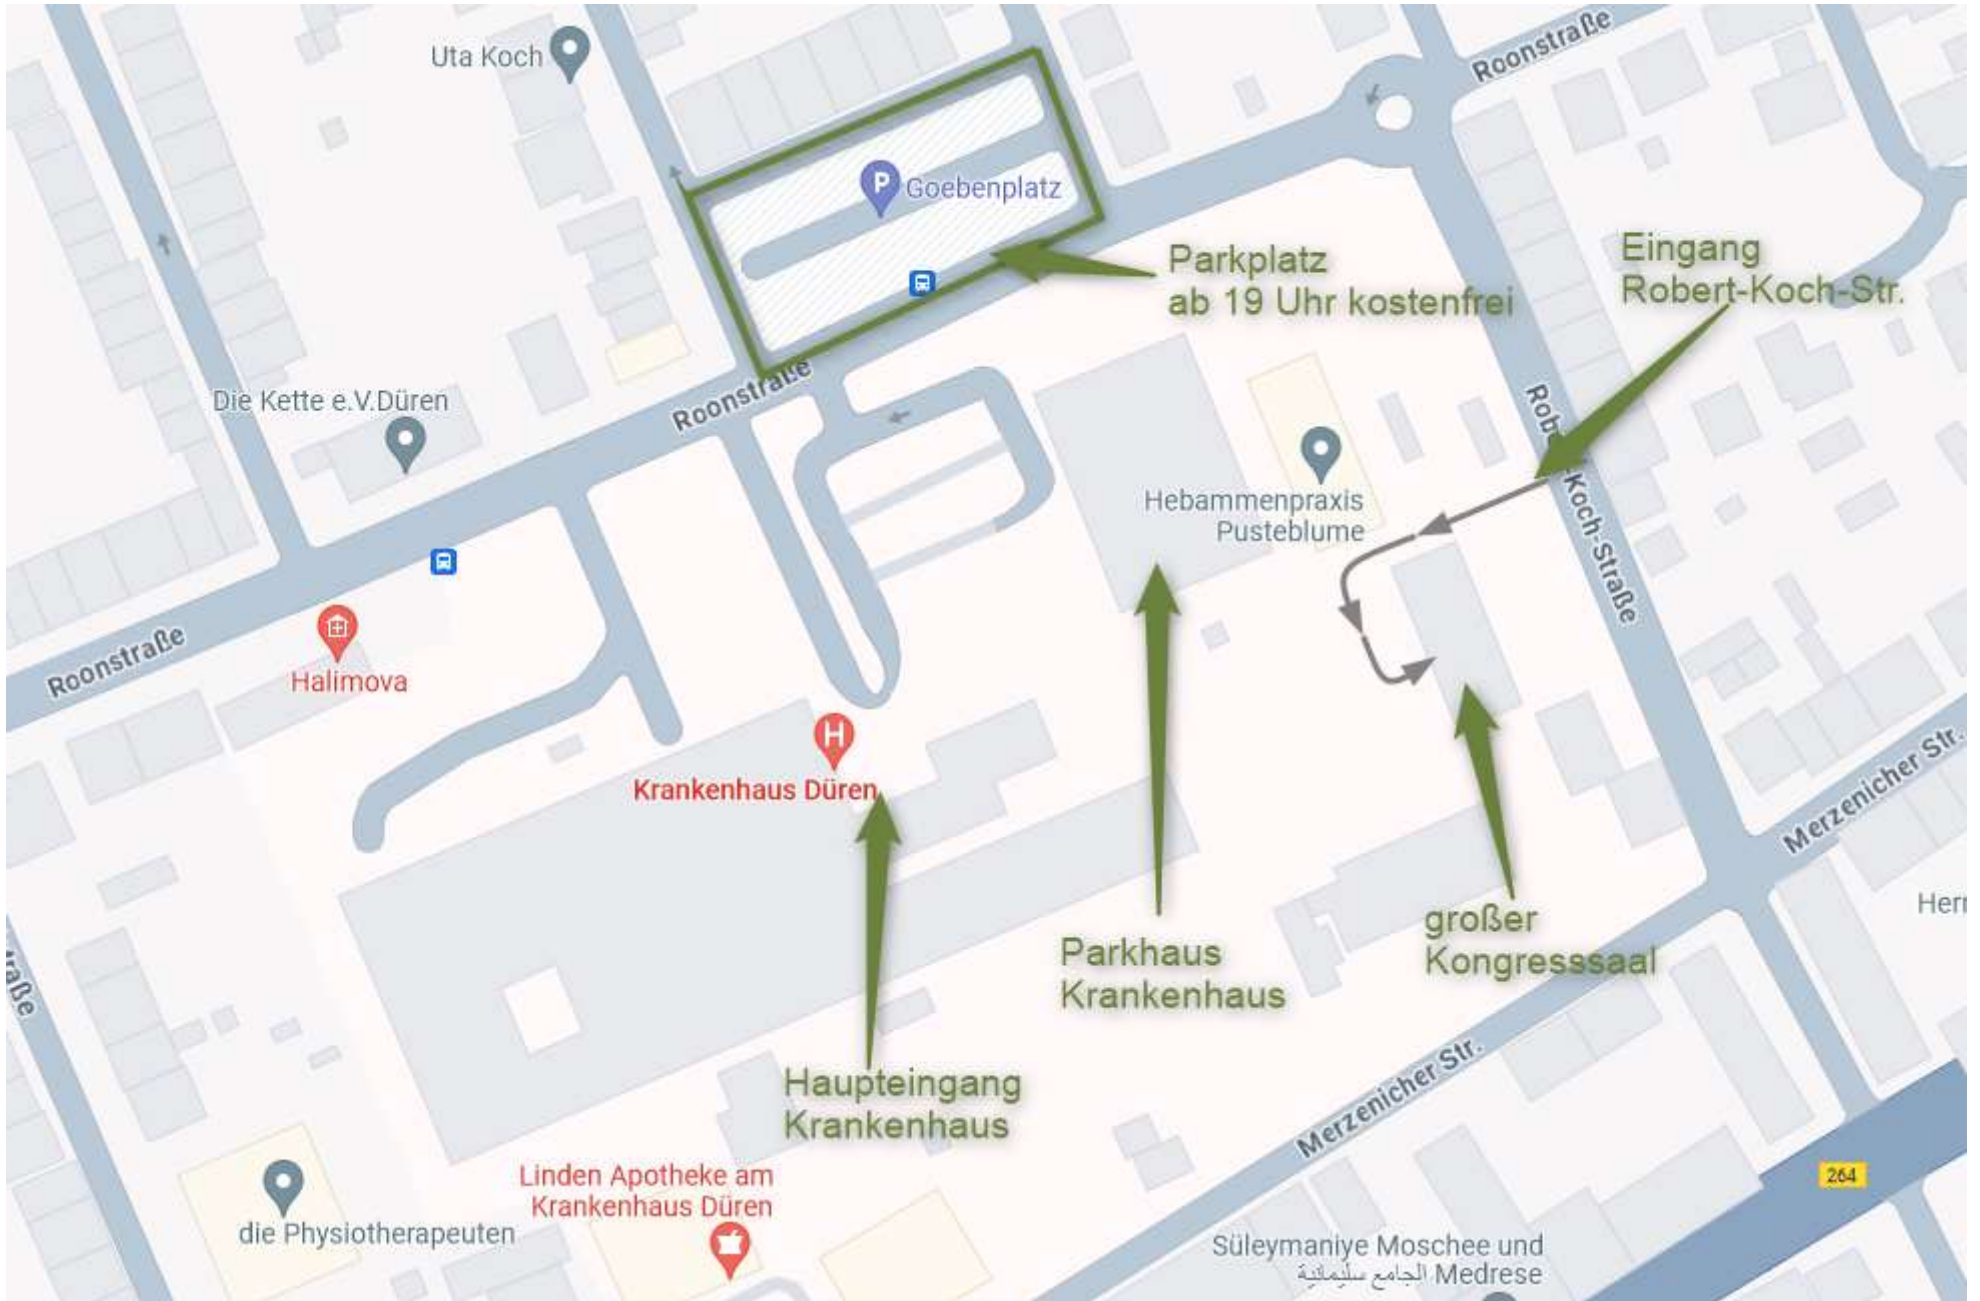 Uta Koch
Roonstraße
Goebenplatz
Parkplatz
ab 19 Uhr kostenfrei
Eingang
Robert-Koch-Str.
Die Kette e.V.Düren
Roonstraße
Hebammenpraxis
Pusteblume
Koch-Straße
Roonstraße
Halimova
H
Krankenhaus Düren
Merzenicher Str.
großer
Kongresssaal
Parkhaus
Krankenhaus
Haupteingang
Krankenhaus
Merzenicher Str.
Linden Apotheke am
Krankenhaus Düren
264
die Physiotherapeuten
Süleymaniye Moschee und
Medrese الجامع سليمانية